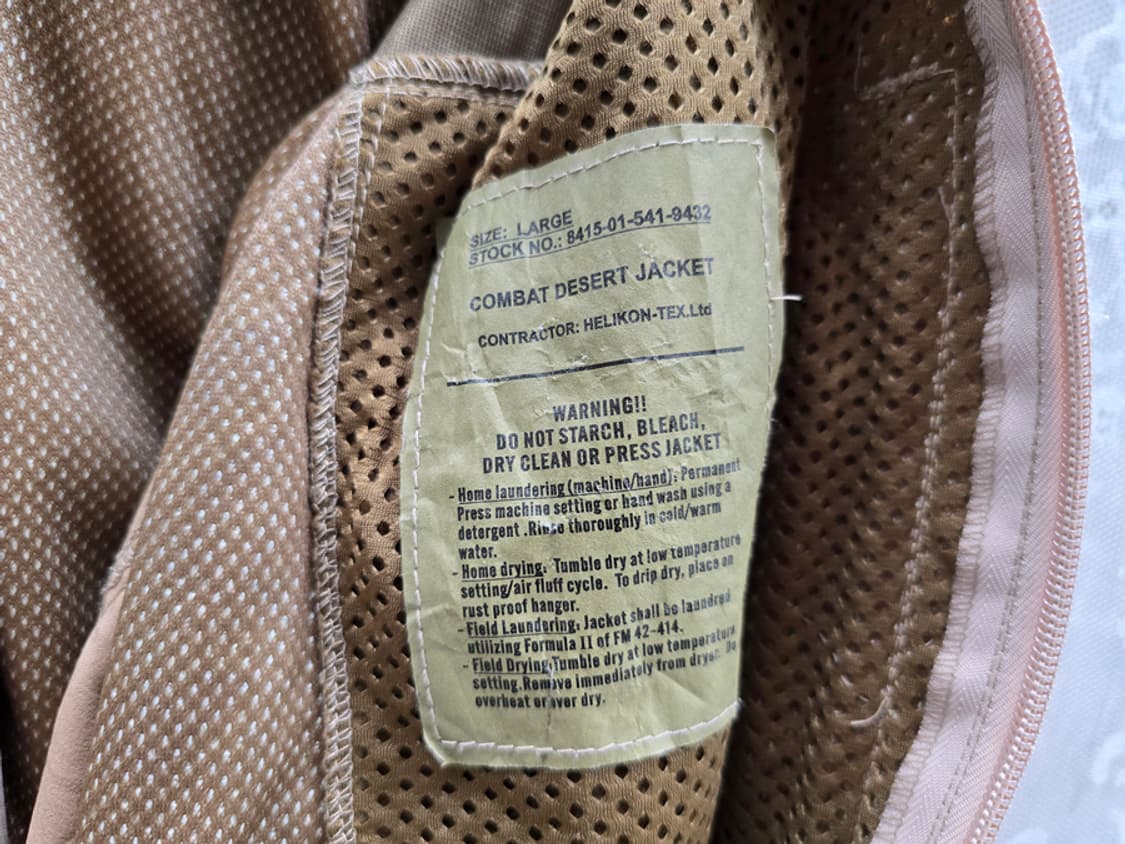 SIZE: LARGE
STOCK NO.: 8415-01-541-9432
COMBAT DESERT JACKET
CONTRACTOR: HELIKON-TEX.Ltd
WARNING!!
DO NOT STARCH, BLEACH,
DRY CLEAN OR PRESS JACKET
- Home laundering (machine/hand): Permanent
Press machine setting or hand wash using a
detergent .Rinse thoroughly in cold/warm
water.
- Home drying: Tumble dry at low temperature
setting/air fluff cycle. To drip dry, place on
rust proof hanger.
- Field Laundering: Jacket shall be laundred
utilizing Formula II of FM 42-414.
- Field Drying:Tumble dry at low temperature
setting.Remove immediately from dryer. Do
overheat or over dry.